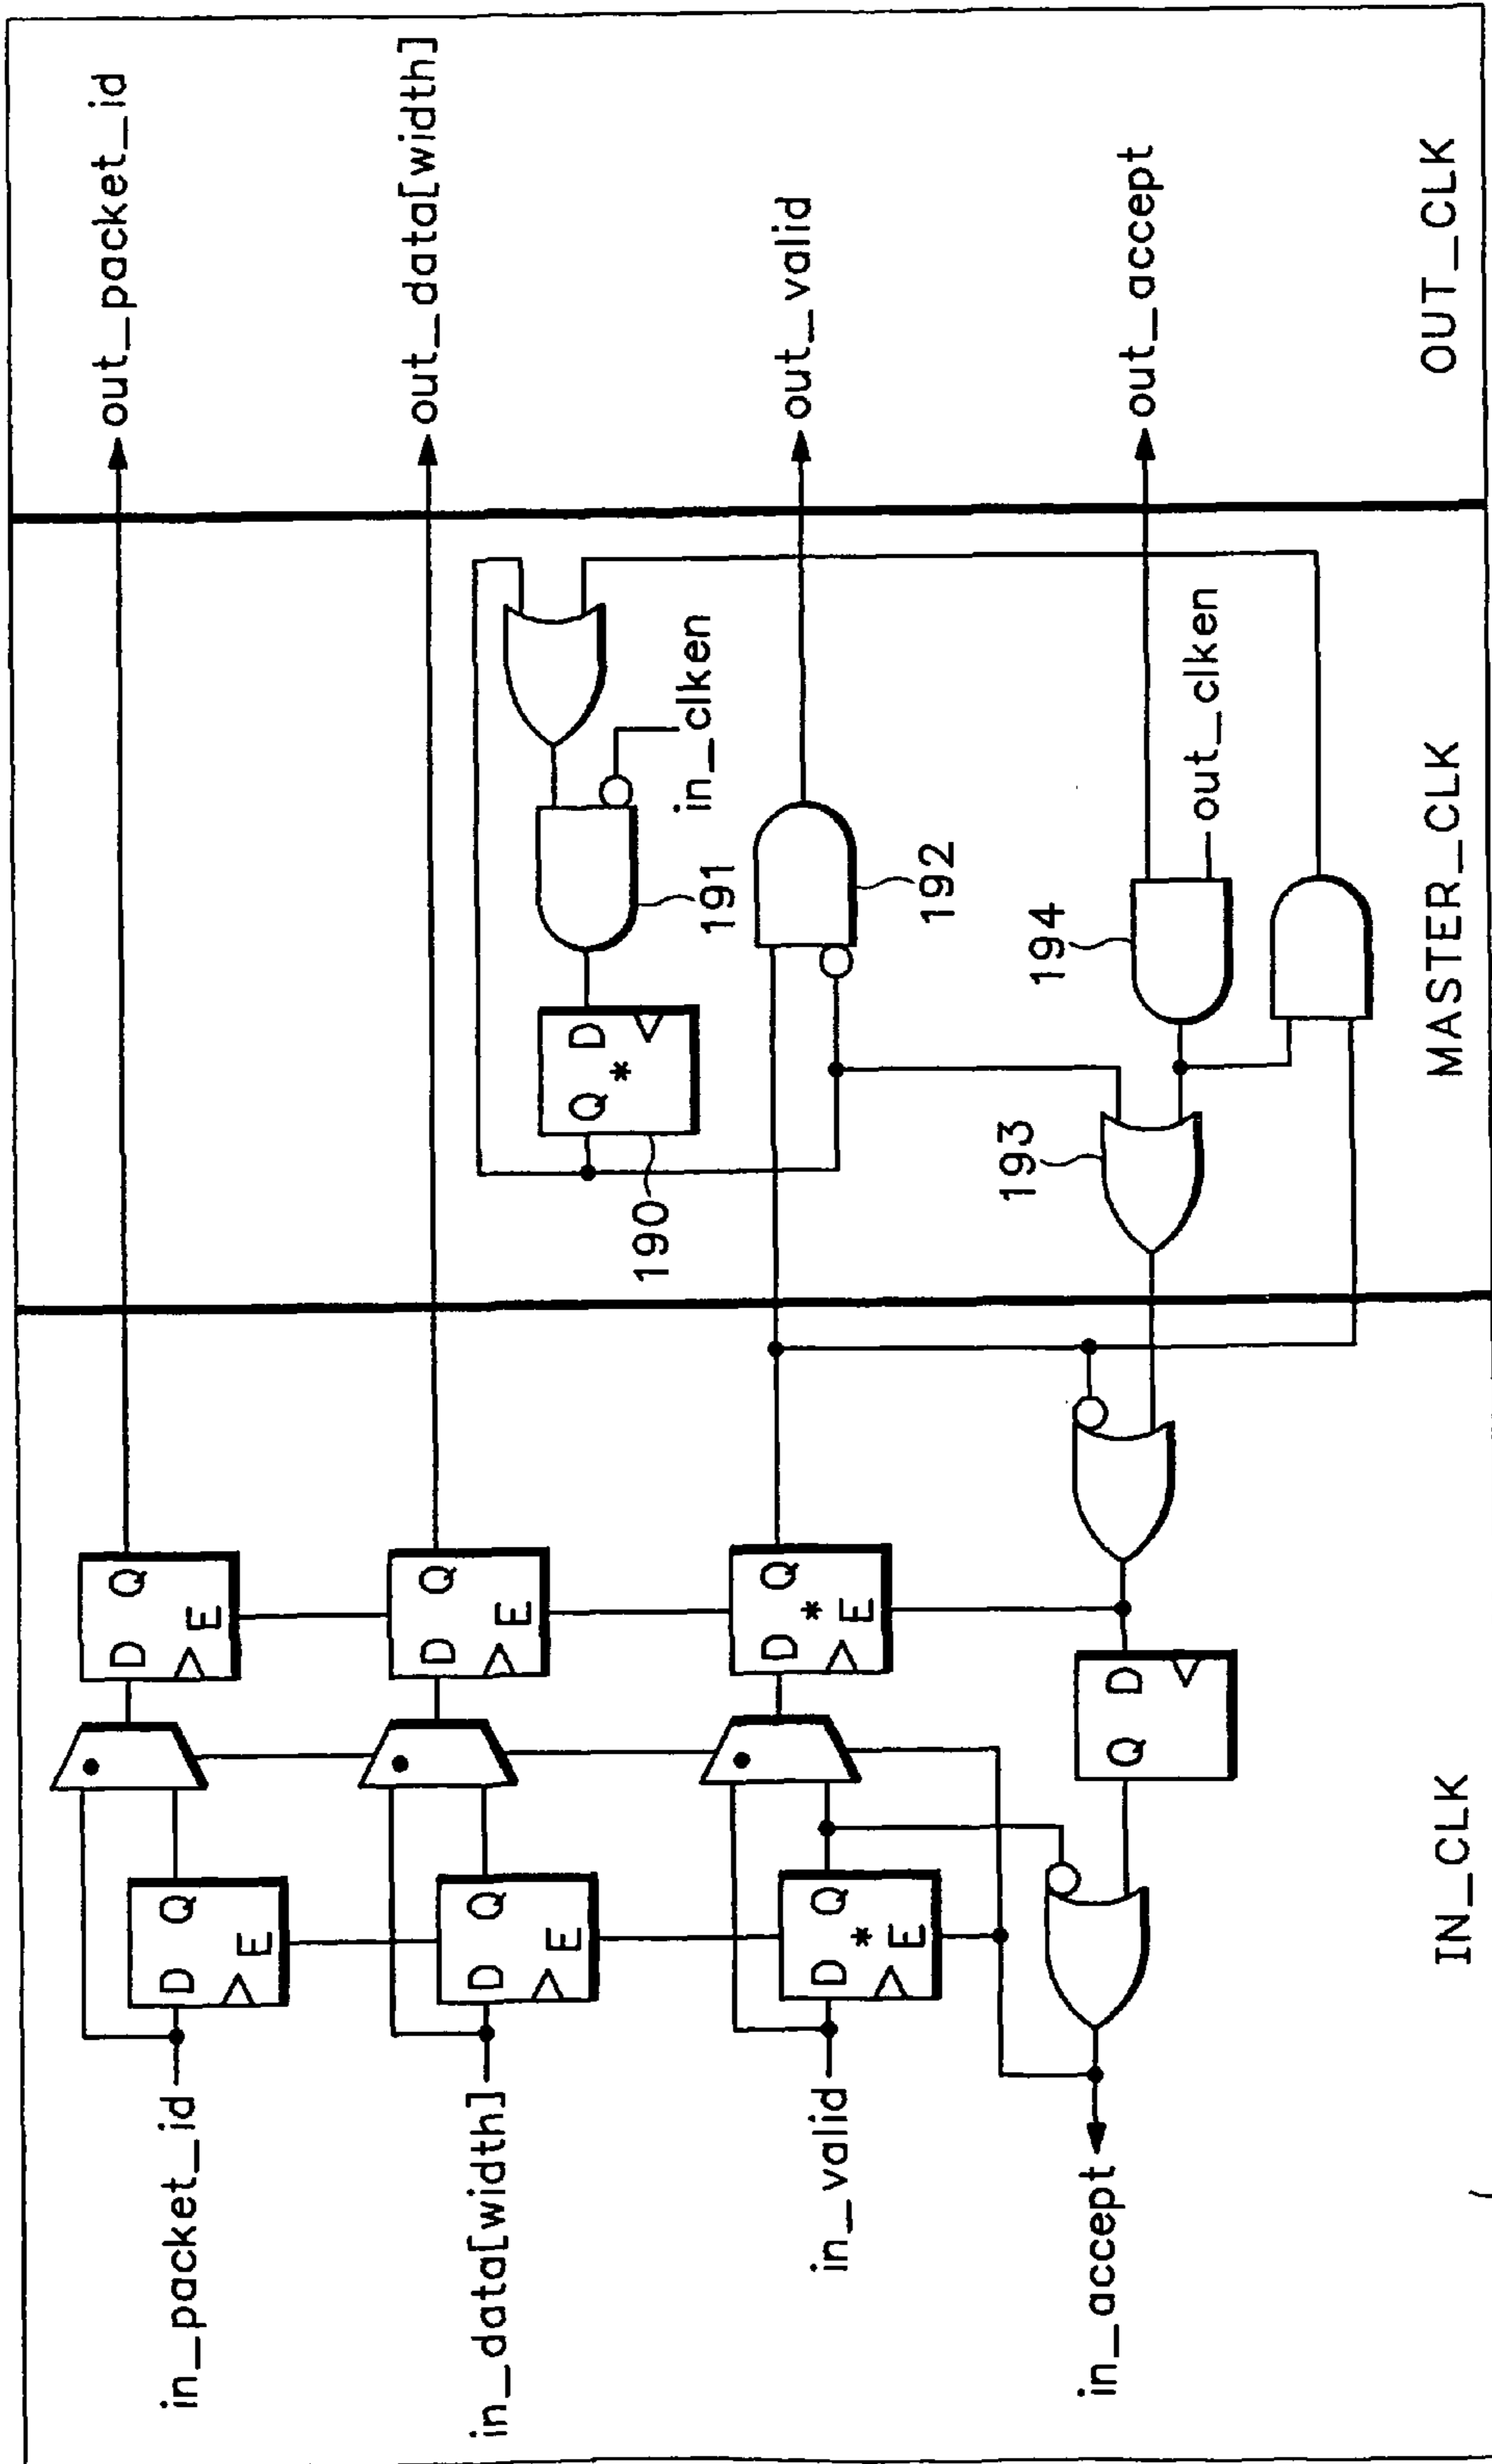 in_packet_id
D Q
E
D Q
E
out_packet_id
in_data[width]
D Q
E
D Q
E
out_data[width]
190
Q D
*
191
in_clken
in_valid
D Q
*
E
D Q
*
E
192
out_valid
in_accept
Q D
193
194
out_clken
out_accept
IN_CLK
MASTER_CLK
OUT_CLK